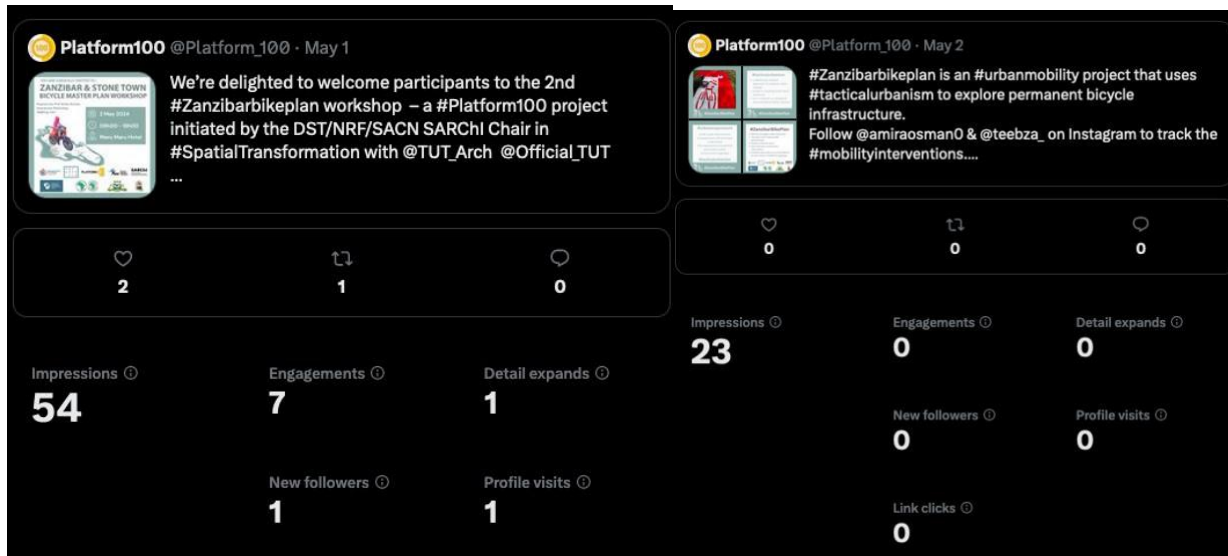 Platform100 @Platform_100 · May 1
ZANZIBAR & STONE TOWN
BICYCLE MASTER PLAN WORKSHOP
2 May 2024
We're delighted to welcome participants to the 2nd
#Zanzibarbikeplan workshop – a #Platform100 project
initiated by the DST/NRF/SACN SARChI Chair in
#SpatialTransformation with @TUT_Arch @Official_TUT
...
2
1
0
Impressions
54
Engagements
7
Detail expands
1
New followers
1
Profile visits
1
Platform100 @Platform_100 · May 2
#Zanzibarbikeplan is an #urbanmobility project that uses
#tacticalurbanism to explore permanent bicycle
infrastructure.
Follow @amiraosman0 & @teebza_ on Instagram to track the
#mobilityinterventions....
0
0
0
Impressions
23
Engagements
0
Detail expands
0
New followers
0
Profile visits
0
Link clicks
0